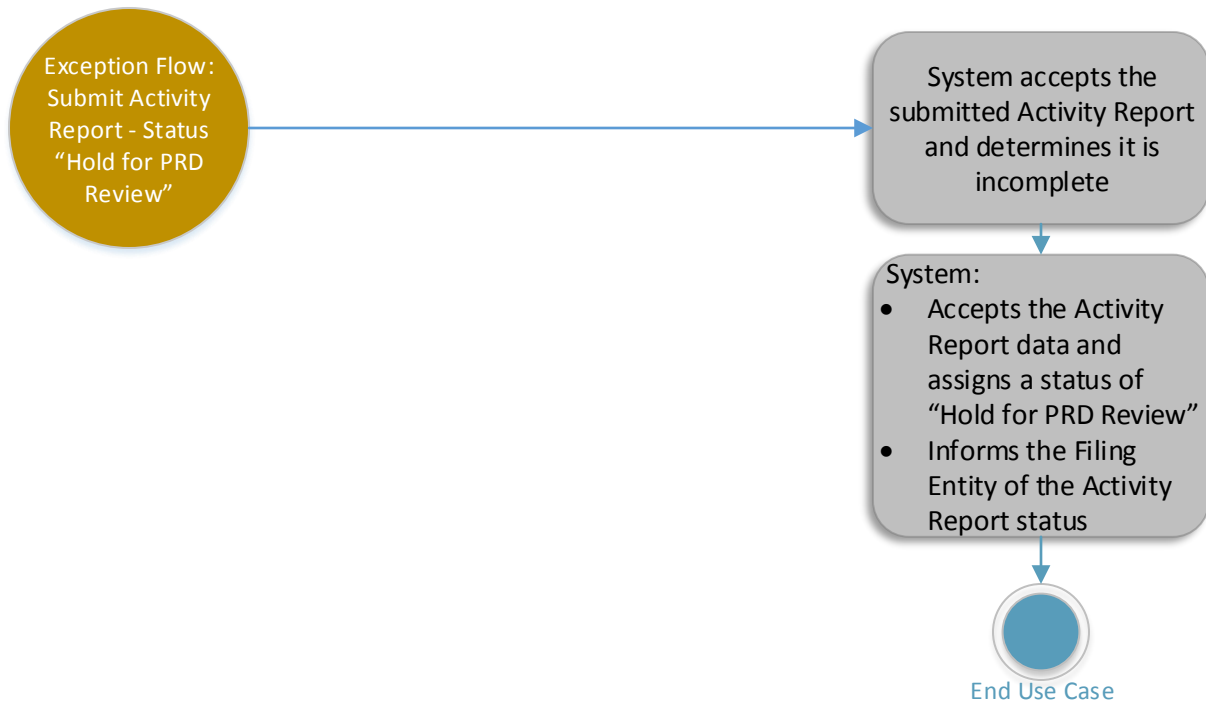 Exception Flow:
Submit Activity
Report - Status
“Hold for PRD
Review”
System accepts the
submitted Activity Report
and determines it is
incomplete
System:
• Accepts the Activity
Report data and
assigns a status of
“Hold for PRD Review”
• Informs the Filing
Entity of the Activity
Report status
End Use Case